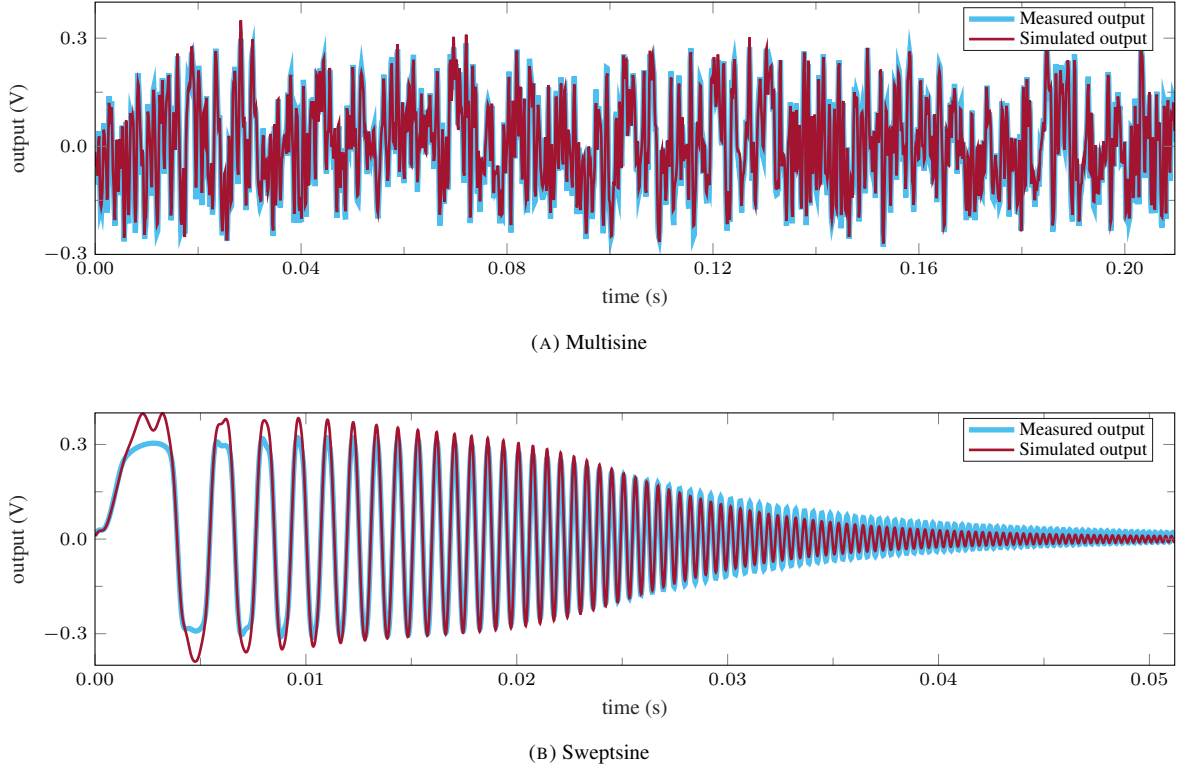 0.3
0.0
−0.3
output (V)
Measured output
Simulated output
0.00 0.04 0.08 0.12 0.16 0.20
time (s)
(A) Multisine
0.3
0.0
−0.3
output (V)
Measured output
Simulated output
0.00 0.01 0.02 0.03 0.04 0.05
time (s)
(B) Sweptsine